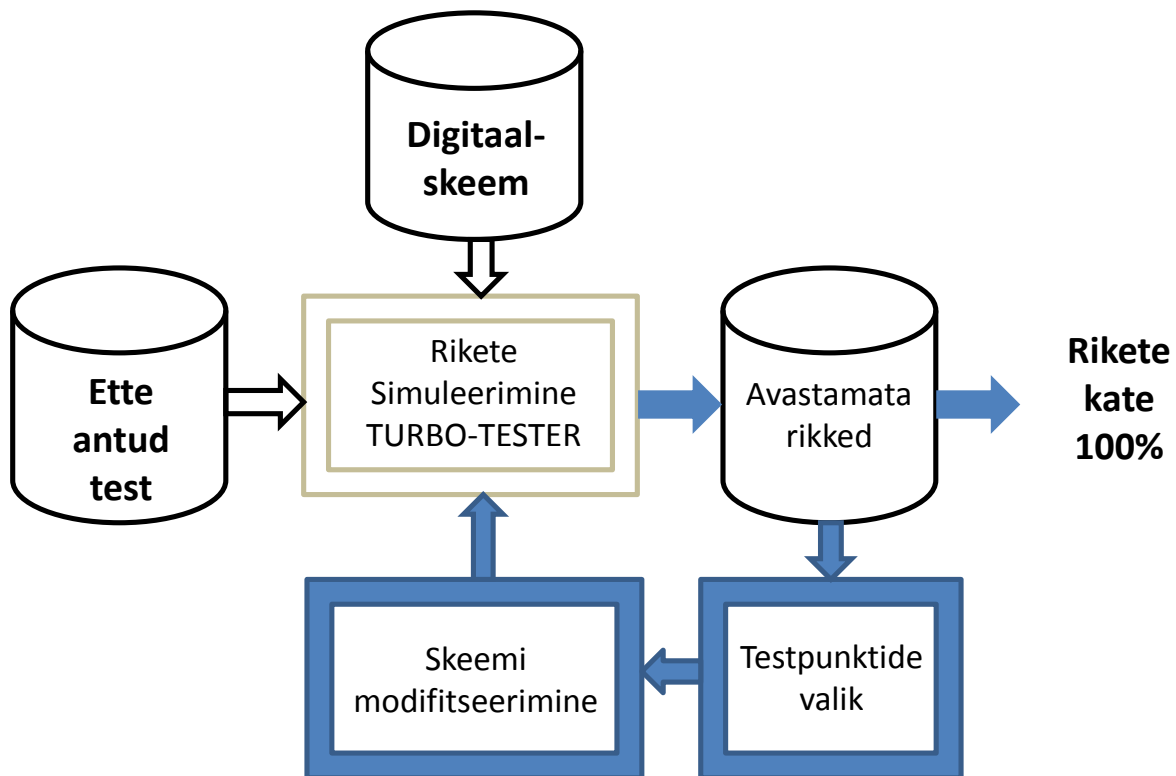 Digitaal-
skeem
Ette
antud
test
Rikete
Simuleerimine
TURBO-TESTER
Avastamata
rikked
Rikete
kate
100%
Skeemi
modifitseerimine
Testpunktide
valik